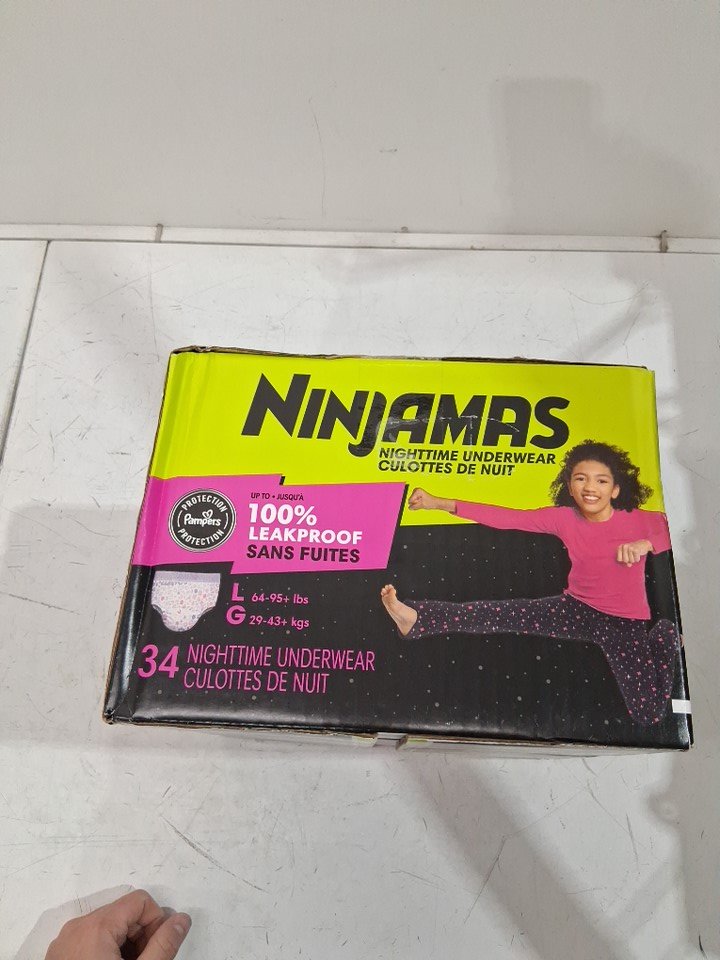 NINJAMAS
NIGHTTIME UNDERWEAR
CULOTTES DE NUIT
PROTECTION
Pampers
PROTECTION
UP TO • JUSQU'À
100%
LEAKPROOF
SANS FUITES
L 64-95+ lbs
G 29-43+ kgs
34 NIGHTTIME UNDERWEAR
CULOTTES DE NUIT